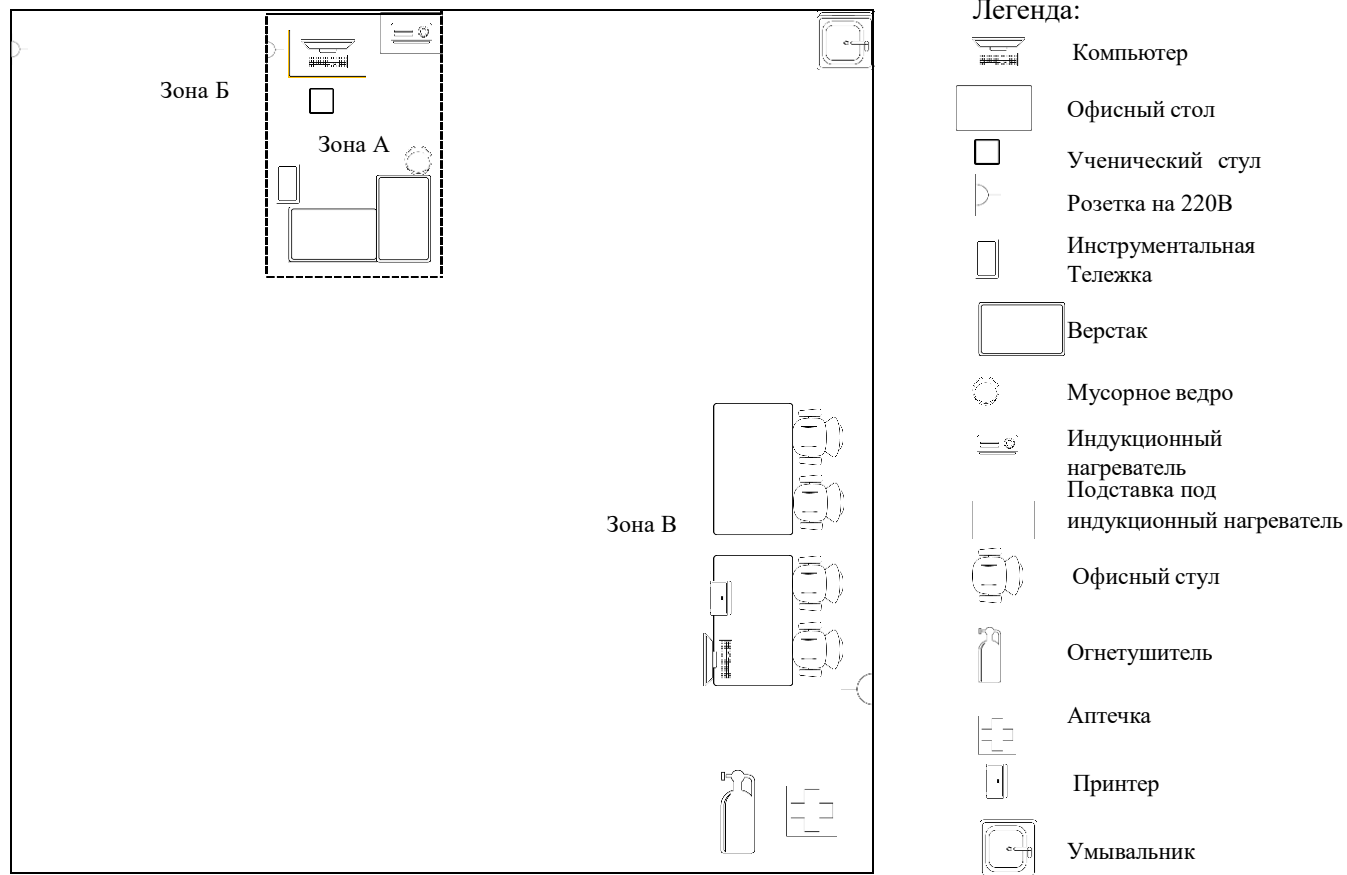 Зона Б
Зона А
Зона В
Легенда:
Компьютер
Офисный стол
Ученический стул
Розетка на 220В
Инструментальная
Тележка
Верстак
Мусорное ведро
Индукционный
нагреватель
Подставка под
индукционный нагреватель
Офисный стул
Огнетушитель
Аптечка
Принтер
Умывальник